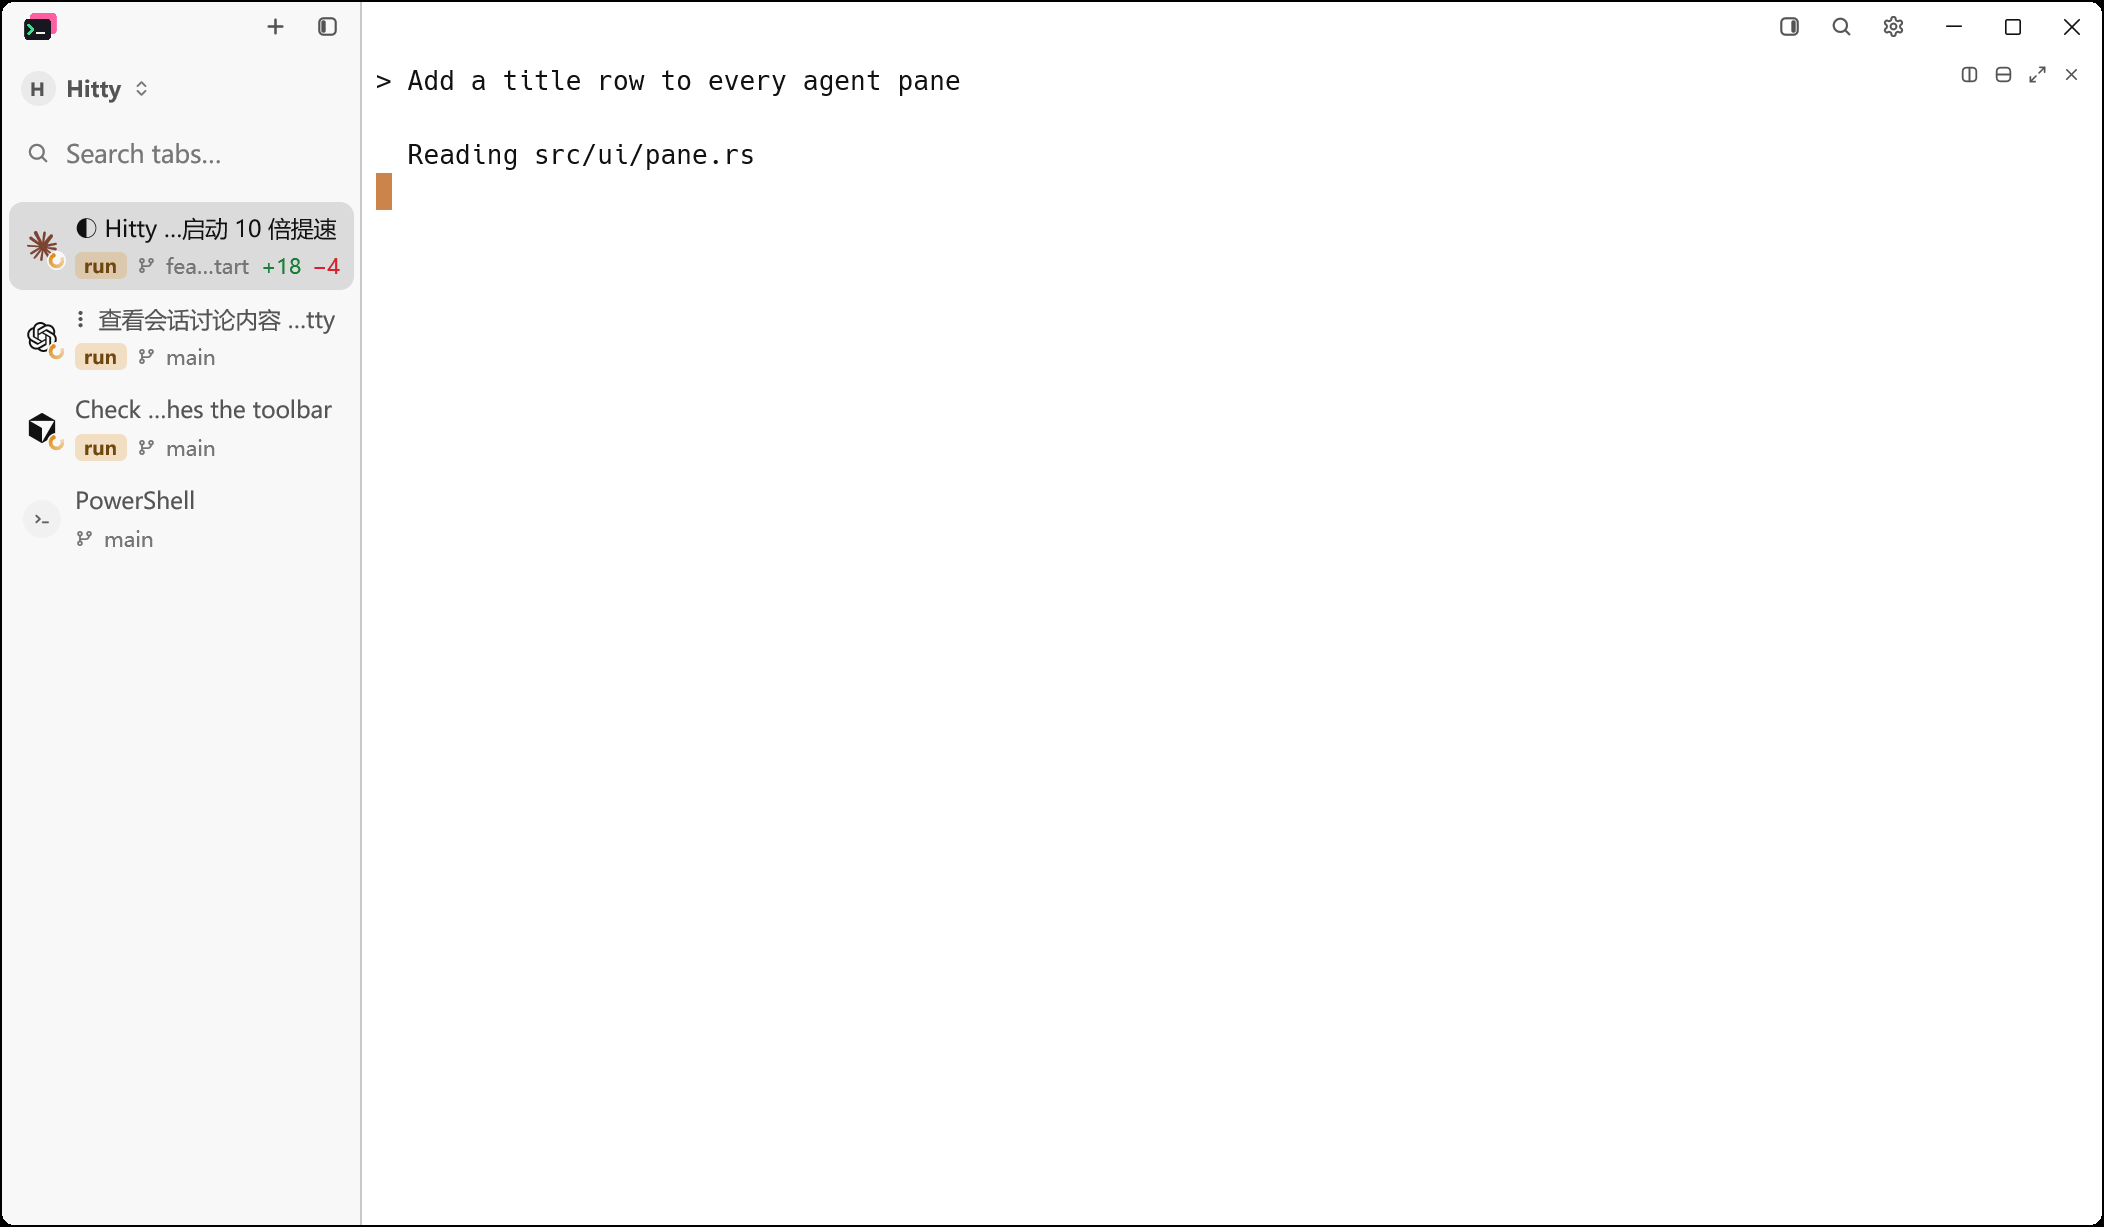 H Hitty
Search tabs...
Hitty ...启动 10 倍提速
run fea...tart +18 −4
查看会话讨论内容 ...tty
run main
Check ...hes the toolbar
run main
PowerShell
main
> Add a title row to every agent pane
Reading src/ui/pane.rs